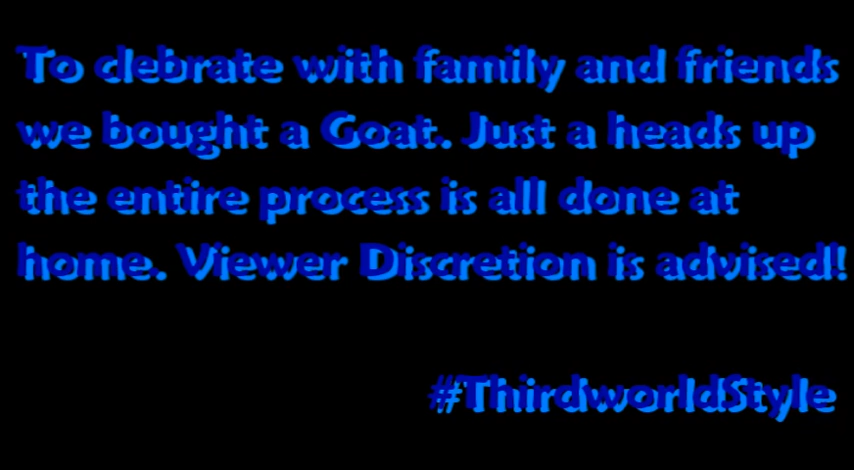 To clebrate with family and friends
we bought a Goat. Just a heads up
the entire process is all done at
home. Viewer Discretion is advised!
#ThirdworldStyle